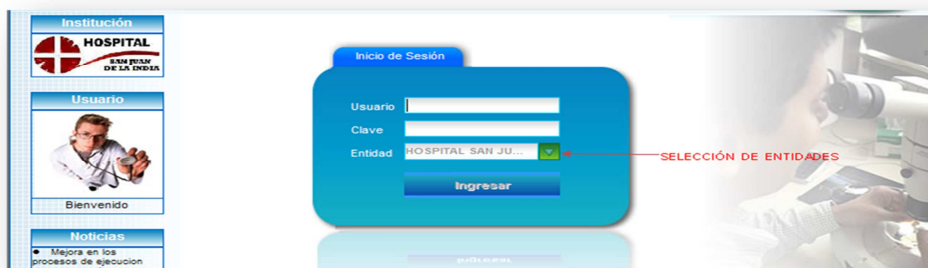 Institución
HOSPITAL
SAN JUAN
DE LA INDIA
Usuario
Bienvenido
Noticias
Mejora en los
procesos de ejecucion
Inicio de Sesión
Usuario
Clave
Entidad HOSPITAL SAN JU...
Ingresar
SELECCIÓN DE ENTIDADES
Ingresar